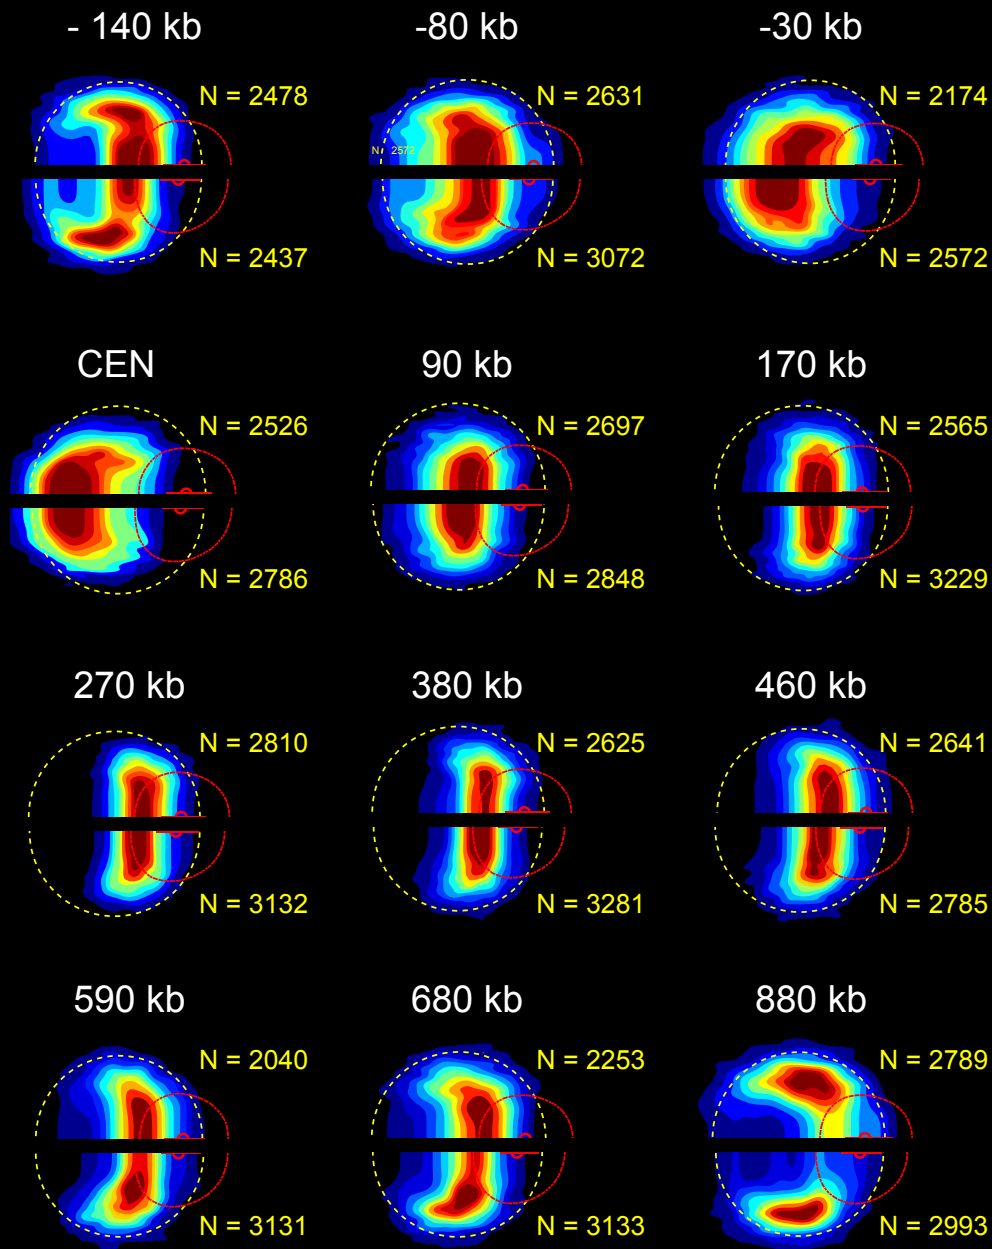 - 140 kb
-80 kb
-30 kb
N = 2478
N = 2631
N = 2174
N 2572
N = 2437
N = 3072
N = 2572
CEN
90 kb
170 kb
N = 2526
N = 2697
N = 2565
N = 2786
N = 2848
N = 3229
270 kb
380 kb
460 kb
N = 2810
N = 2625
N = 2641
N = 3132
N = 3281
N = 2785
590 kb
680 kb
880 kb
N = 2040
N = 2253
N = 2789
N = 3131
N = 3133
N = 2993